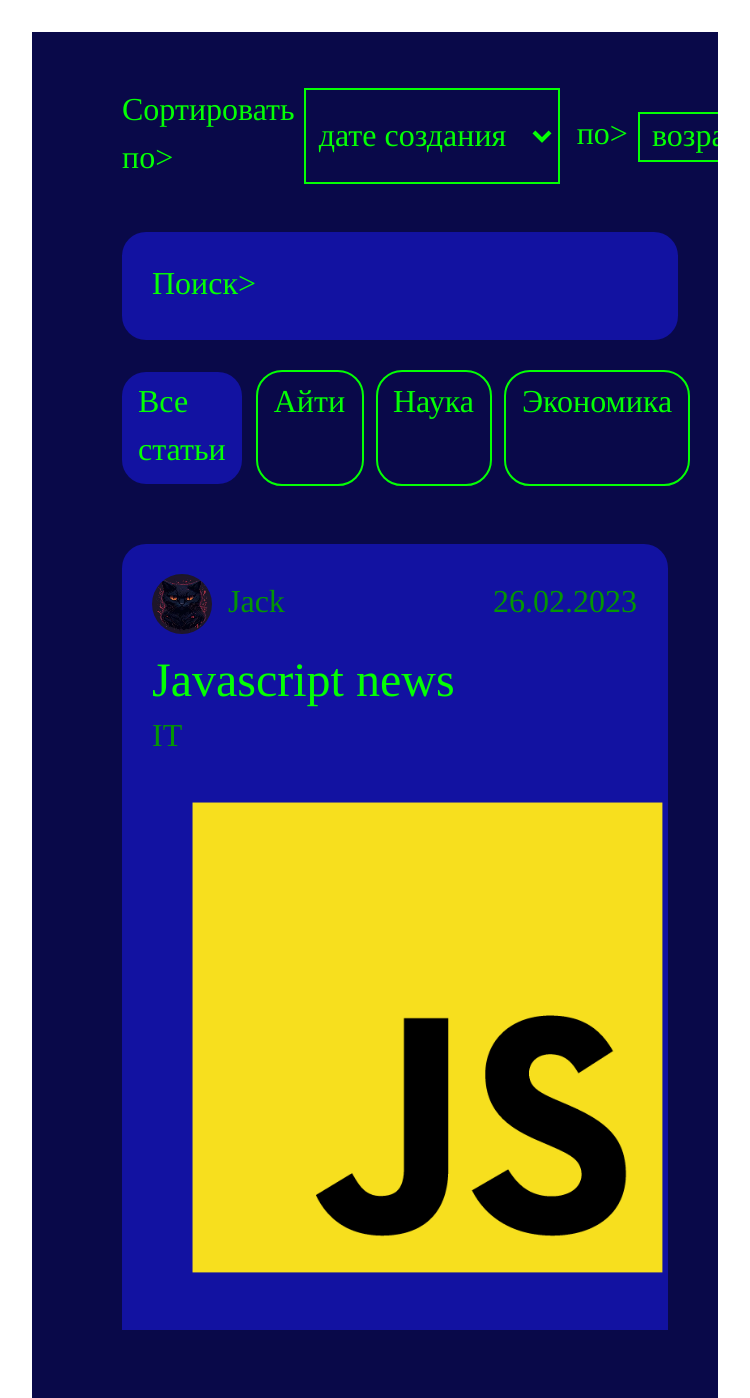 Сортировать
по>
дате создания
по>
возра
Поиск>
Все
статьи
Айти
Наука
Экономика
Jack
26.02.2023
Javascript news
IT
JS